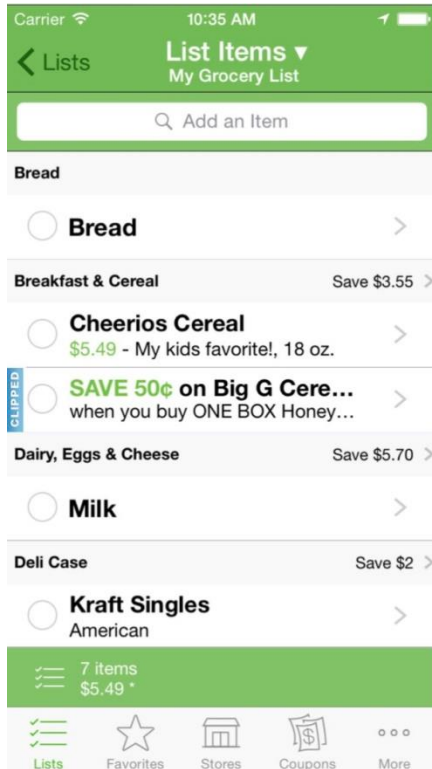 Carrier 10:35 AM
Lists List Items ▾
My Grocery List
Add an Item
Bread
Bread
Breakfast & Cereal Save $3.55
Cheerios Cereal
$5.49 - My kids favorite!, 18 oz.
CLIPPED
SAVE 50¢ on Big G Cere...
when you buy ONE BOX Honey...
Dairy, Eggs & Cheese Save $5.70
Milk
Deli Case Save $2
Kraft Singles
American
7 items
$5.49 *
Lists Favorites Stores Coupons More